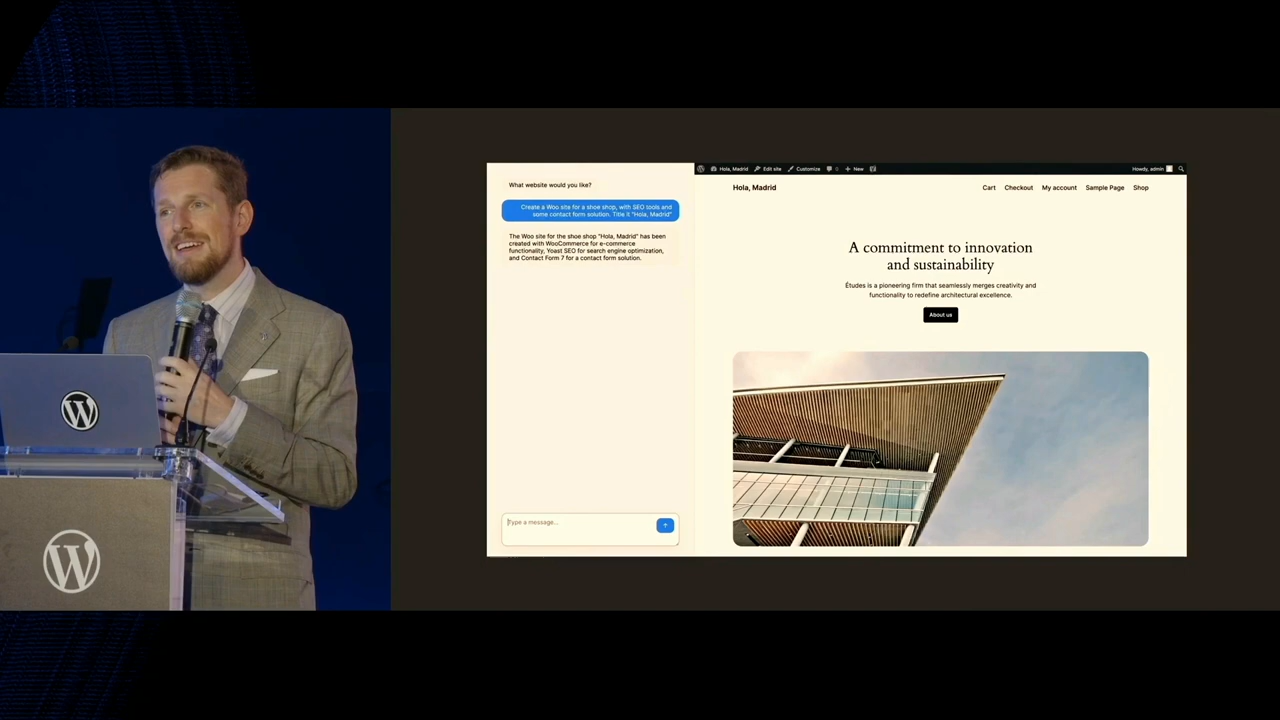 What website would you like?
Create a Woo site for a shoe shop, with SEO tools and
some contact form solution. Title it "Hola, Madrid"
The Woo site for the shoe shop "Hola, Madrid" has been
created with WooCommerce for e-commerce
functionality, Yoast SEO for search engine optimization,
and Contact Form 7 for a contact form solution.
Type a message...
Hola, Madrid Edit site Customize 0 New Howdy, admin
Hola, Madrid Cart Checkout My account Sample Page Shop
A commitment to innovation
and sustainability
Études is a pioneering firm that seamlessly merges creativity and
functionality to redefine architectural excellence.
About us
W
W